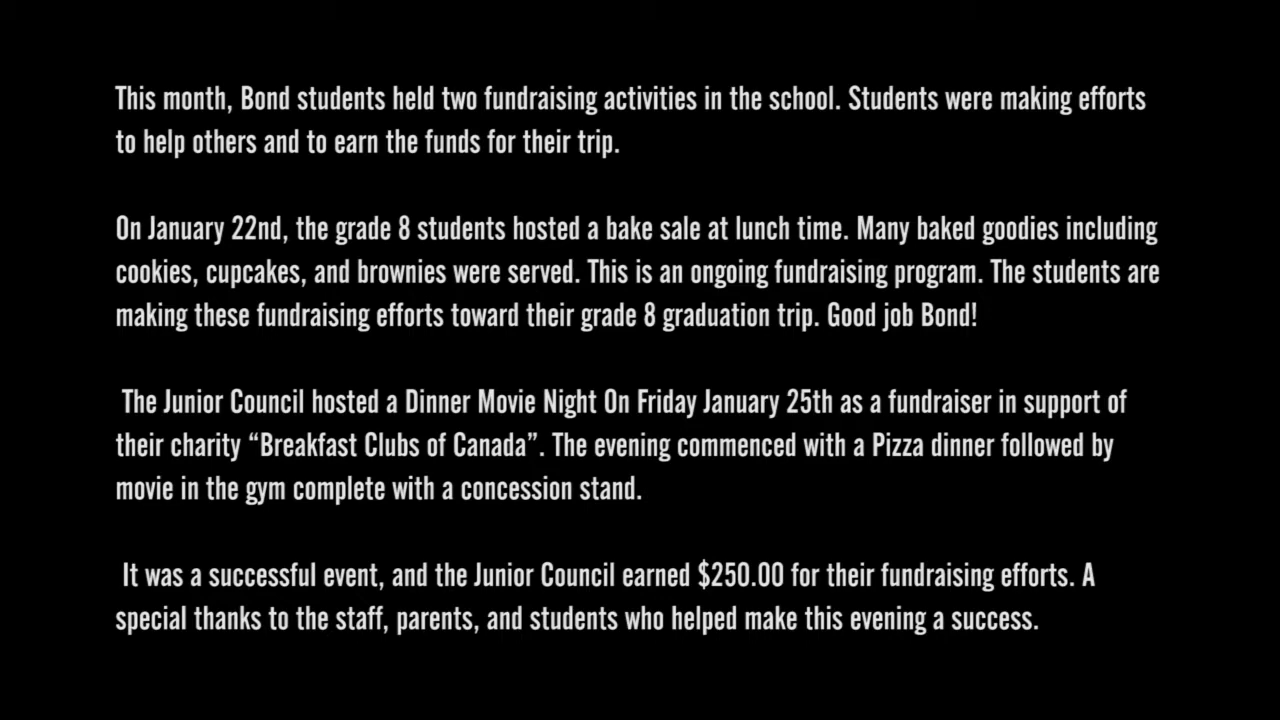 This month, Bond students held two fundraising activities in the school. Students were making efforts
to help others and to earn the funds for their trip.
On January 22nd, the grade 8 students hosted a bake sale at lunch time. Many baked goodies including
cookies, cupcakes, and brownies were served. This is an ongoing fundraising program. The students are
making these fundraising efforts toward their grade 8 graduation trip. Good job Bond!
The Junior Council hosted a Dinner Movie Night On Friday January 25th as a fundraiser in support of
their charity “Breakfast Clubs of Canada”. The evening commenced with a Pizza dinner followed by
movie in the gym complete with a concession stand.
It was a successful event, and the Junior Council earned $250.00 for their fundraising efforts. A
special thanks to the staff, parents, and students who helped make this evening a success.